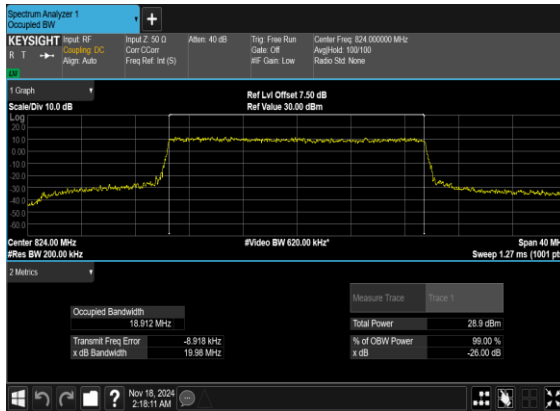 Spectrum Analyzer 1
Occupied BW
KEYSIGHT
R T
Input: RF
Coupling: DC
Align: Auto
Input Z: 50 Ω
Corr CCorr
Freq Ref: Int (S)
Atten: 40 dB
Trig: Free Run
Gate: Off
#IF Gain: Low
Center Freq: 824.000000 MHz
Avg|Hold: 100/100
Radio Std: None
1 Graph
Scale/Div 10.0 dB
Ref Lvl Offset 7.50 dB
Ref Value 30.00 dBm
Log
20.0
10.0
0.00
-10.0
-20.0
-30.0
-40.0
-50.0
-60.0
Center 824.00 MHz
#Res BW 200.00 kHz
#Video BW 620.00 kHz*
Span 40 MH
Sweep 1.27 ms (1001 pt
2 Metrics
Measure Trace
Trace 1
Occupied Bandwidth
18.912 MHz
Total Power
28.9 dBm
Transmit Freq Error
-8.918 kHz
% of OBW Power
99.00 %
x dB Bandwidth
19.98 MHz
x dB
-26.00 dB
Nov 18, 2024
2:18:11 AM